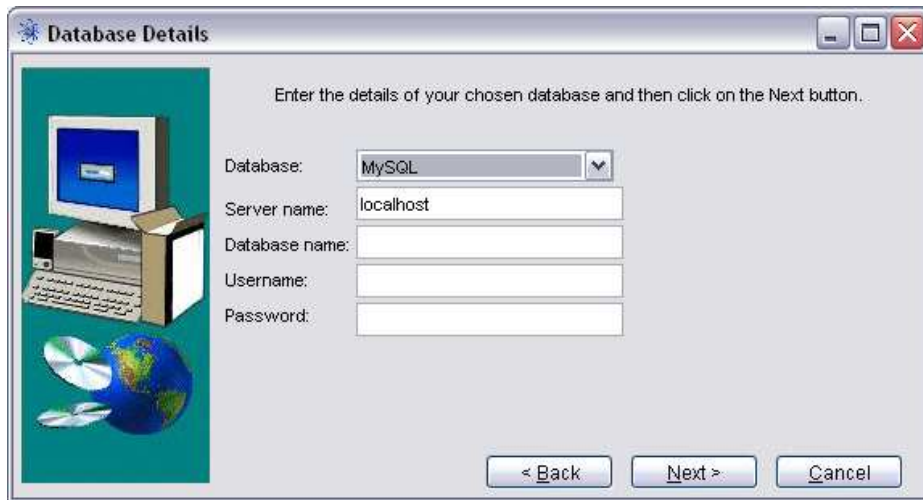 Database Details
Enter the details of your chosen database and then click on the Next button.
Database: MySQL
Server name: localhost
Database name:
Username:
Password:
< Back Next > Cancel